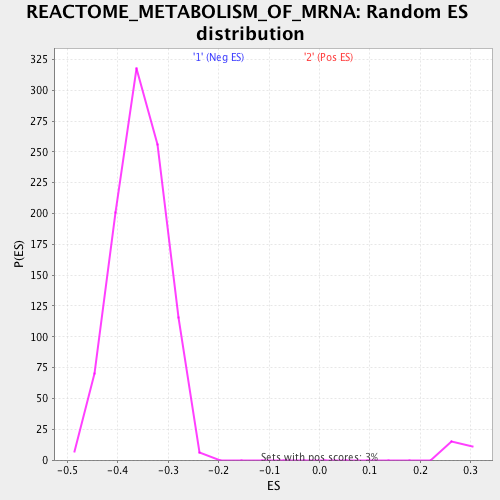 REACTOME_METABOLISM_OF_MRNA: Random ES
distribution
'1' (Neg ES) '2' (Pos ES)
325
300
275
250
225
200
175
150
125
100
75
50
25
0
P(ES)
Sets with pos scores: 3%
-0.5 -0.4 -0.3 -0.2 -0.1 0.0 0.1 0.2 0.3
ES